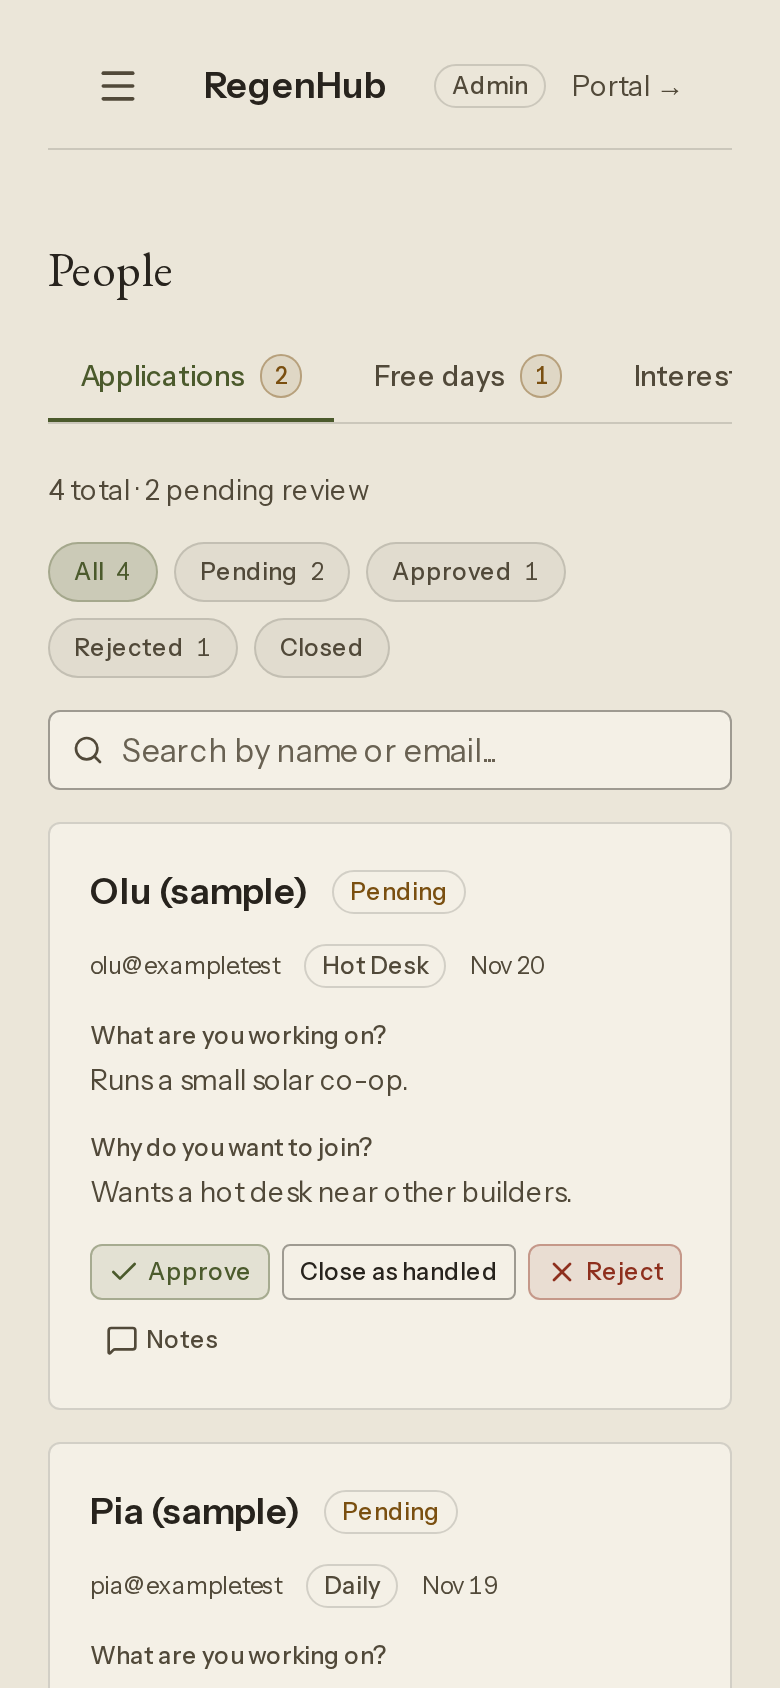 RegenHub Admin Portal →
People
Applications 2 Free days 1 Interest
4 total · 2 pending review
All 4 Pending 2 Approved 1
Rejected 1 Closed
Search by name or email…
Olu (sample) Pending
olu@example.test Hot Desk Nov 20
What are you working on?
Runs a small solar co-op.
Why do you want to join?
Wants a hot desk near other builders.
Approve Close as handled Reject
Notes
Pia (sample) Pending
pia@example.test Daily Nov 19
What are you working on?